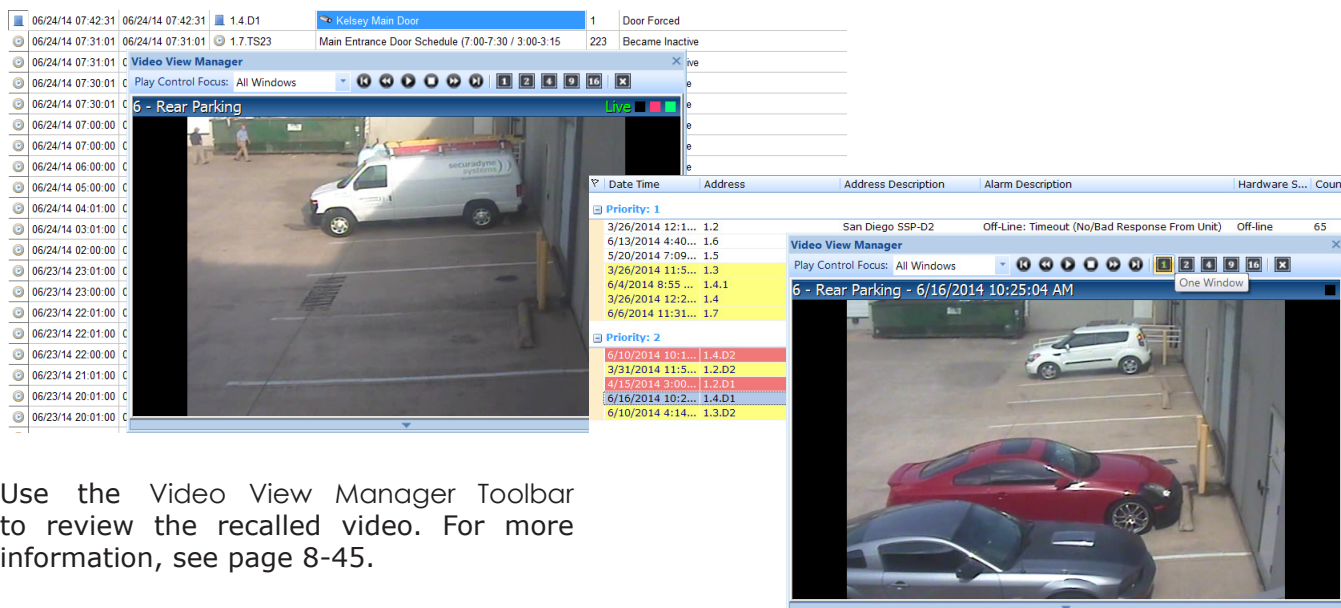 06/24/14 07:42:31 06/24/14 07:42:31 1.4.D1 Kelsey Main Door 1 Door Forced
06/24/14 07:31:01 06/24/14 07:31:01 1.7.TS23 Main Entrance Door Schedule (7:00-7:30 / 3:00-3:15 223 Became Inactive
06/24/14 07:31:01
06/24/14 07:30:01
06/24/14 07:30:01
06/24/14 07:00:00
06/24/14 07:00:00
06/24/14 06:00:00
06/24/14 05:00:00
06/24/14 04:01:00
06/24/14 03:01:00
06/24/14 02:00:00
06/23/14 23:01:00
06/23/14 23:00:00
06/23/14 22:01:00
06/23/14 22:01:00
06/23/14 22:00:00
06/23/14 21:01:00
06/23/14 20:01:00
06/23/14 20:01:00
Video View Manager
Play Control Focus: All Windows 1 2 4 9 16
6 - Rear Parking Live
securadyne
systems
Date Time Address Address Description Alarm Description Hardware S... Coun
Priority: 1
3/26/2014 12:1... 1.2 San Diego SSP-D2 Off-Line: Timeout (No/Bad Response From Unit) Off-line 65
6/13/2014 4:40... 1.6
5/20/2014 7:09... 1.5
3/26/2014 11:5... 1.3
6/4/2014 8:55 ... 1.4.1
3/26/2014 12:2... 1.4
6/6/2014 11:31... 1.7
Priority: 2
6/10/2014 10:1... 1.4.D2
3/31/2014 11:5... 1.2.D2
4/15/2014 3:00... 1.2.D1
6/16/2014 10:2... 1.4.D1
6/10/2014 4:14... 1.3.D2
Video View Manager
Play Control Focus: All Windows 1 2 4 9 16
One Window
6 - Rear Parking - 6/16/2014 10:25:04 AM
Use the Video View Manager Toolbar
to review the recalled video. For more
information, see page 8-45.